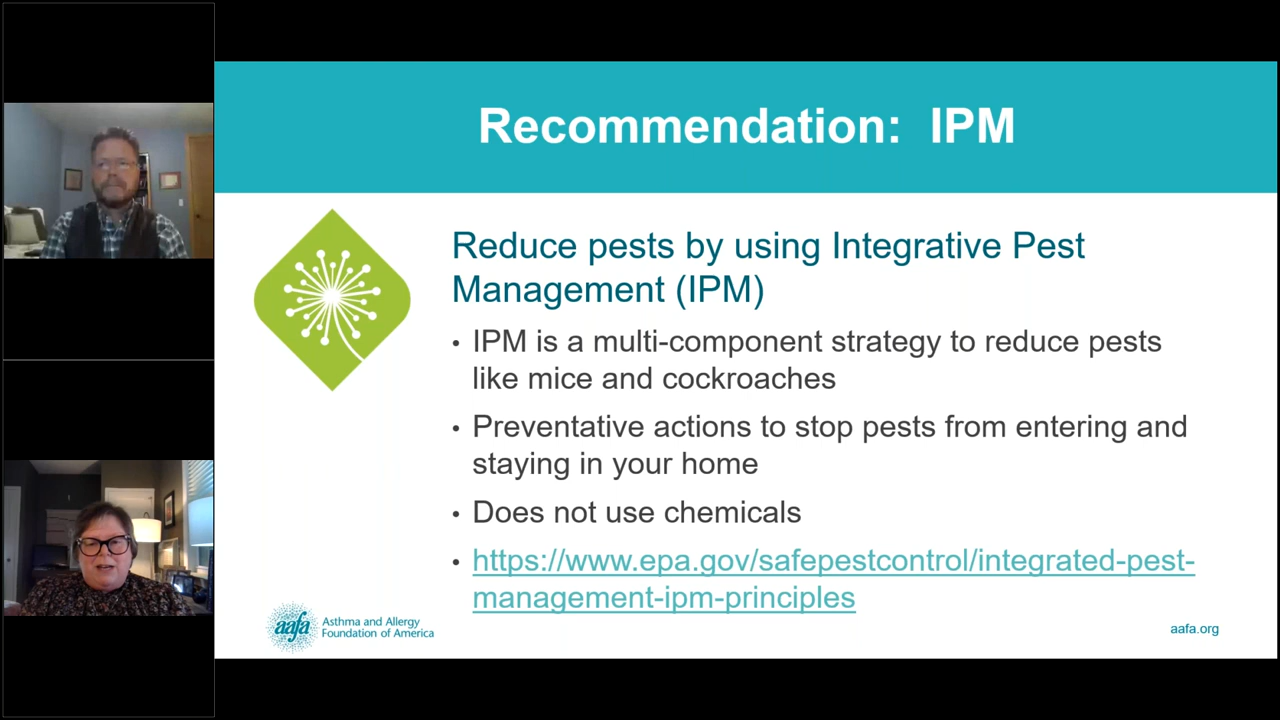 Recommendation: IPM
Reduce pests by using Integrative Pest
Management (IPM)
• IPM is a multi-component strategy to reduce pests
like mice and cockroaches
• Preventative actions to stop pests from entering and
staying in your home
• Does not use chemicals
• https://www.epa.gov/safepestcontrol/integrated-pest-
management-ipm-principles
aafa
Asthma and Allergy
Foundation of America
aafa.org